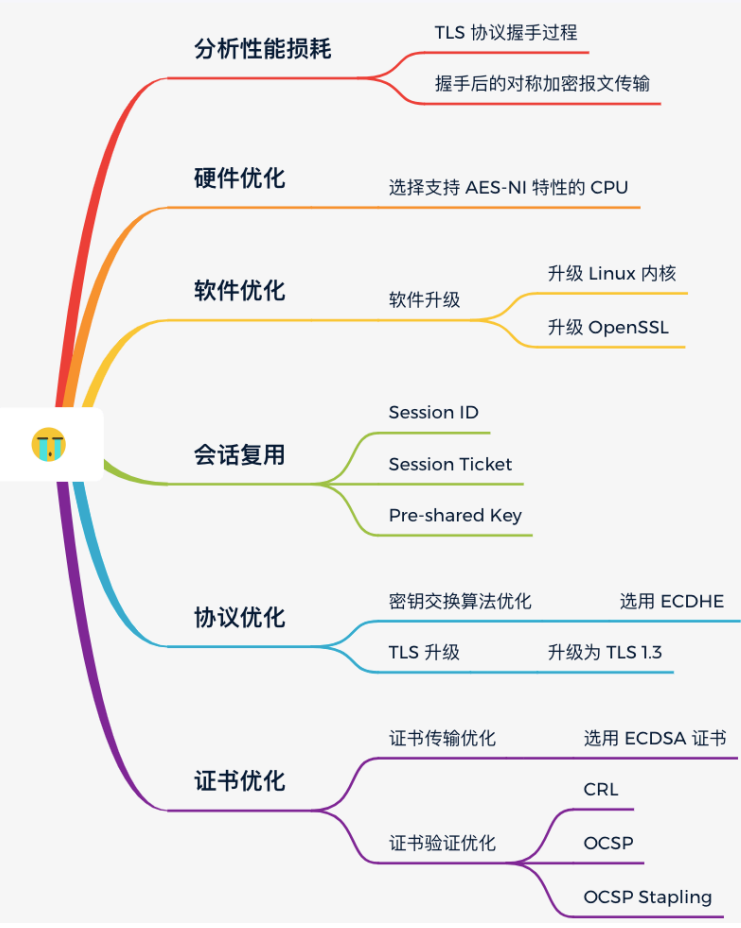 分析性能损耗
TLS 协议握手过程
握手后的对称加密报文传输
硬件优化
选择支持 AES-NI 特性的 CPU
软件优化
软件升级
升级 Linux 内核
升级 OpenSSL
会话复用
Session ID
Session Ticket
Pre-shared Key
协议优化
密钥交换算法优化
选用 ECDHE
TLS 升级
升级为 TLS 1.3
证书优化
证书传输优化
选用 ECDSA 证书
证书验证优化
CRL
OCSP
OCSP Stapling